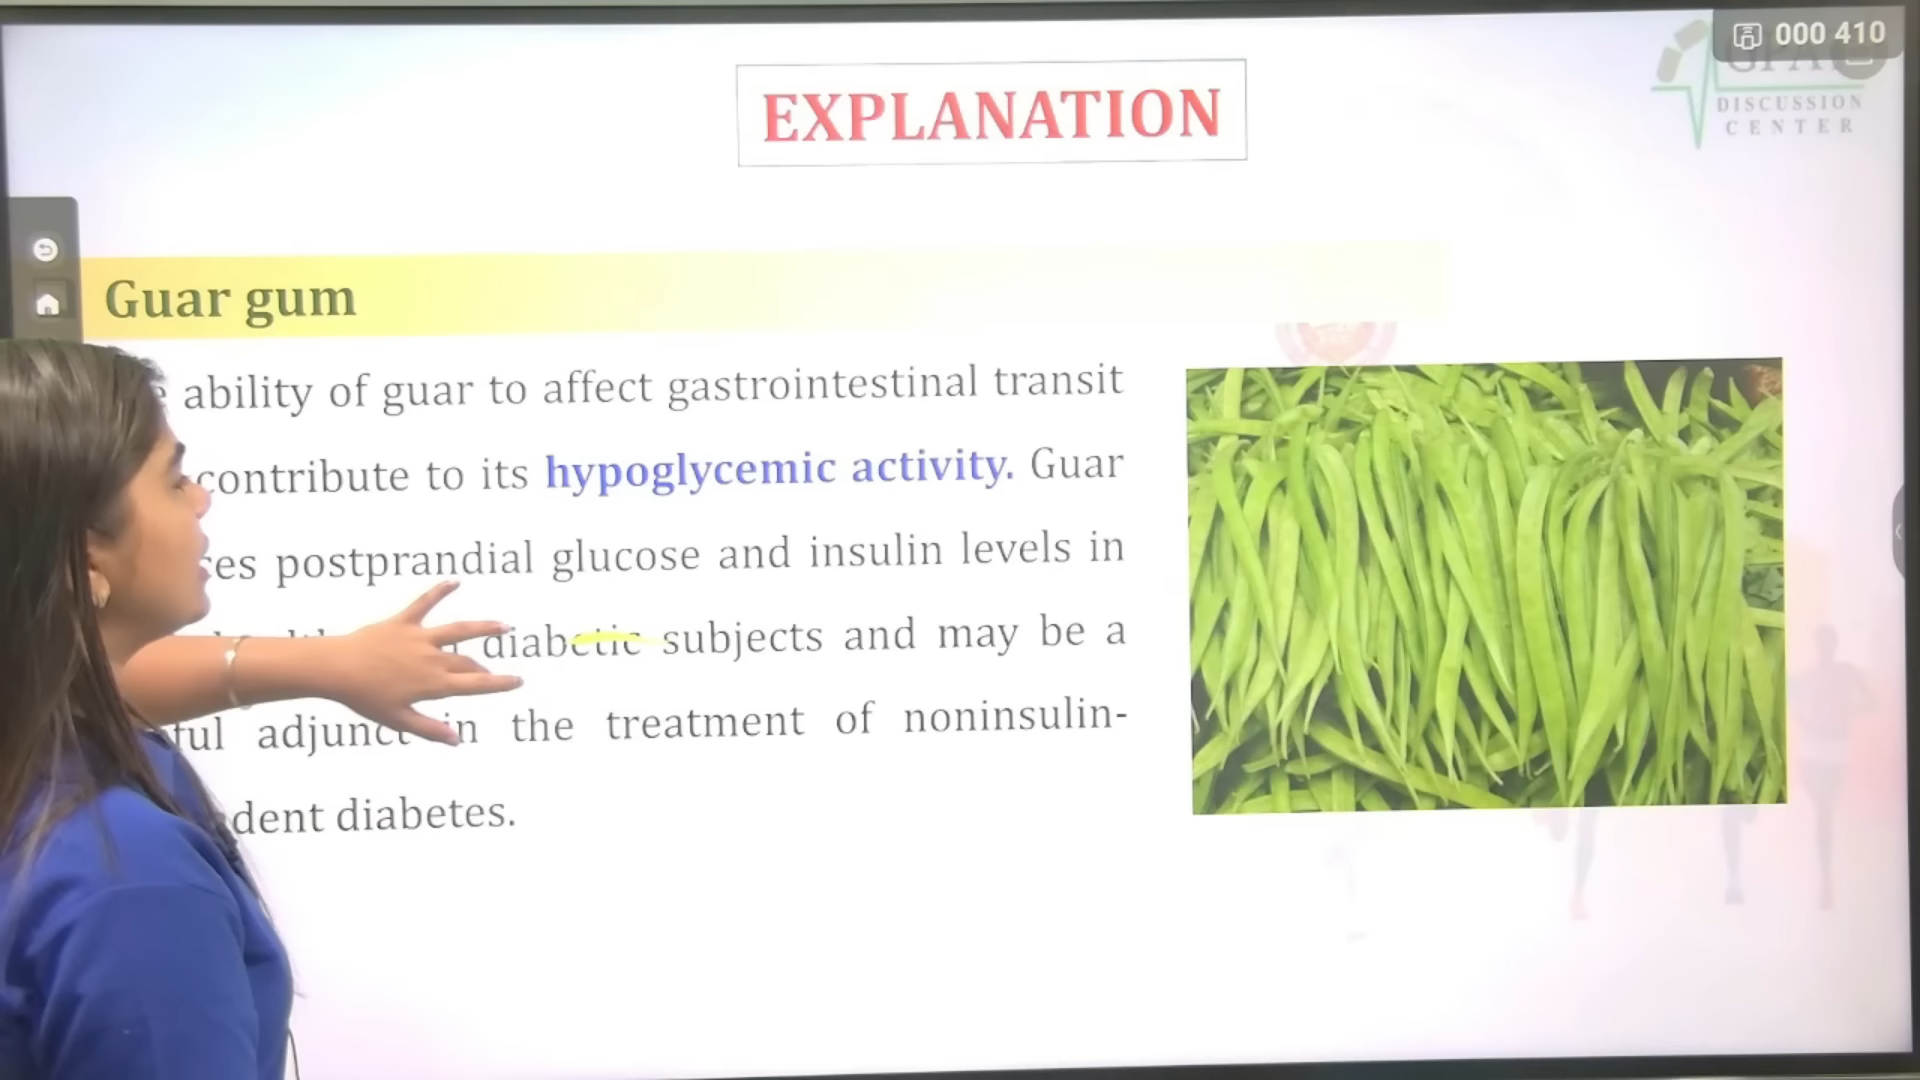 000 410
DISCUSSION
CENTER
EXPLANATION
Guar gum
ability of guar to affect gastrointestinal transit
contribute to its hypoglycemic activity. Guar
postprandial glucose and insulin levels in
diabetic subjects and may be a
adjunct in the treatment of noninsulin-
diabetes.